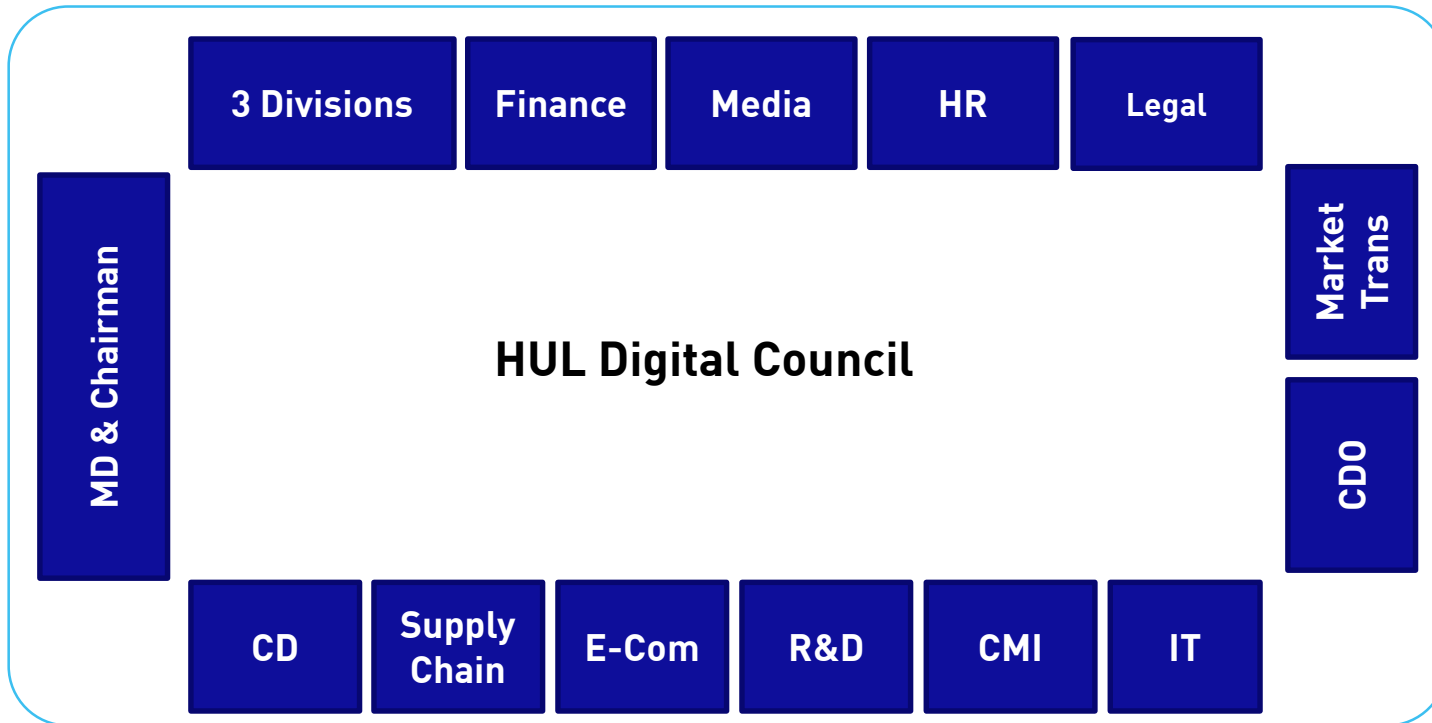 3 Divisions
Finance
Media
HR
Legal
MD & Chairman
HUL Digital Council
Market
Trans
CDO
CD
Supply
Chain
E-Com
R&D
CMI
IT